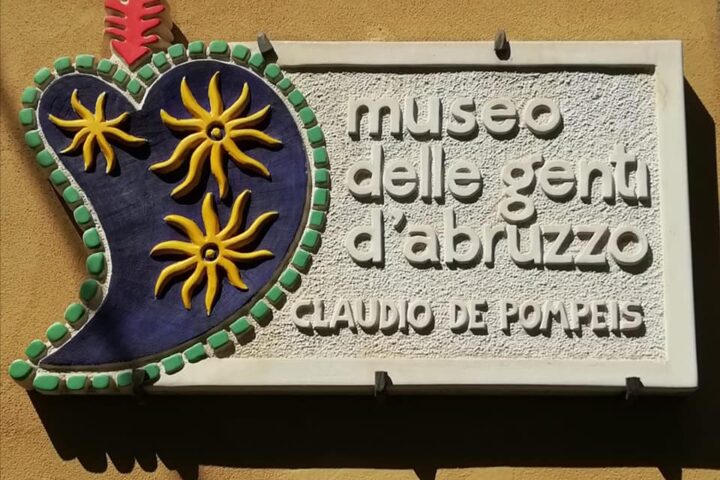 museo
delle genti
d'abruzzo
CLAUDIO DE POMPEIS